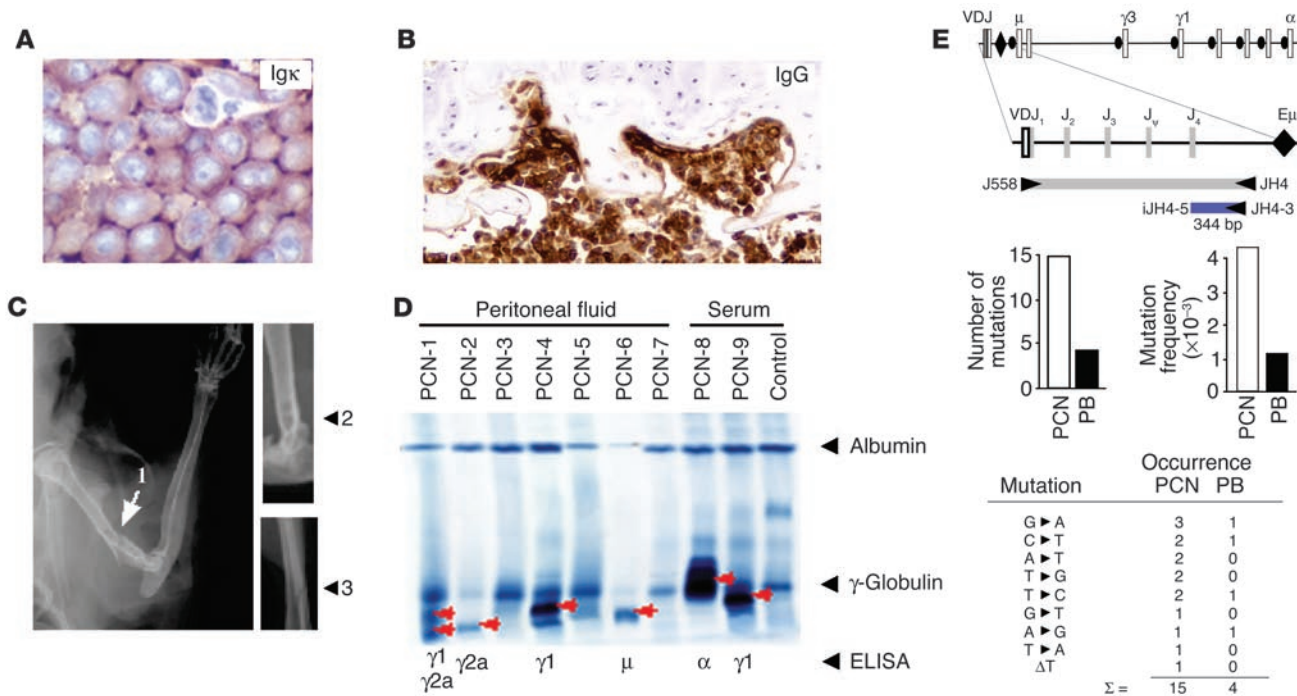 A
Igκ
B
IgG
C
1
2
3
D
Peritoneal fluid Serum
PCN-1 PCN-2 PCN-3 PCN-4 PCN-5 PCN-6 PCN-7 PCN-8 PCN-9 Control
Albumin
γ-Globulin
γ1 γ2a γ1 μ α γ1
γ2a
ELISA
E
VDJ μ γ3 γ1 α
VDJ1 J2 J3 Jψ J4 Eμ
J558 JH4
iJH4-5 JH4-3
344 bp
Number of mutations
15
10
5
0
PCN PB
Mutation frequency (×10⁻³)
4
3
2
1
0
PCN PB
Occurrence
Mutation PCN PB
G ► A 3 1
C ► T 2 1
A ► T 2 0
T ► G 2 0
T ► C 2 1
G ► T 1 0
A ► G 1 1
T ► A 1 0
ΔT 1 0
Σ = 15 4